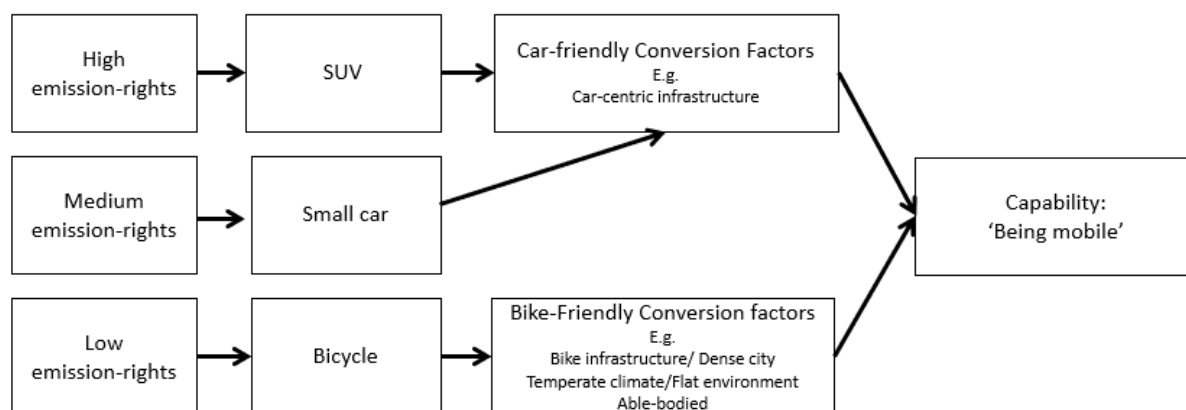 High
emission-rights
SUV
Car-friendly Conversion Factors
E.g.
Car-centric infrastructure
Medium
emission-rights
Small car
Capability:
‘Being mobile’
Low
emission-rights
Bicycle
Bike-Friendly Conversion factors
E.g.
Bike infrastructure/ Dense city
Temperate climate/Flat environment
Able-bodied